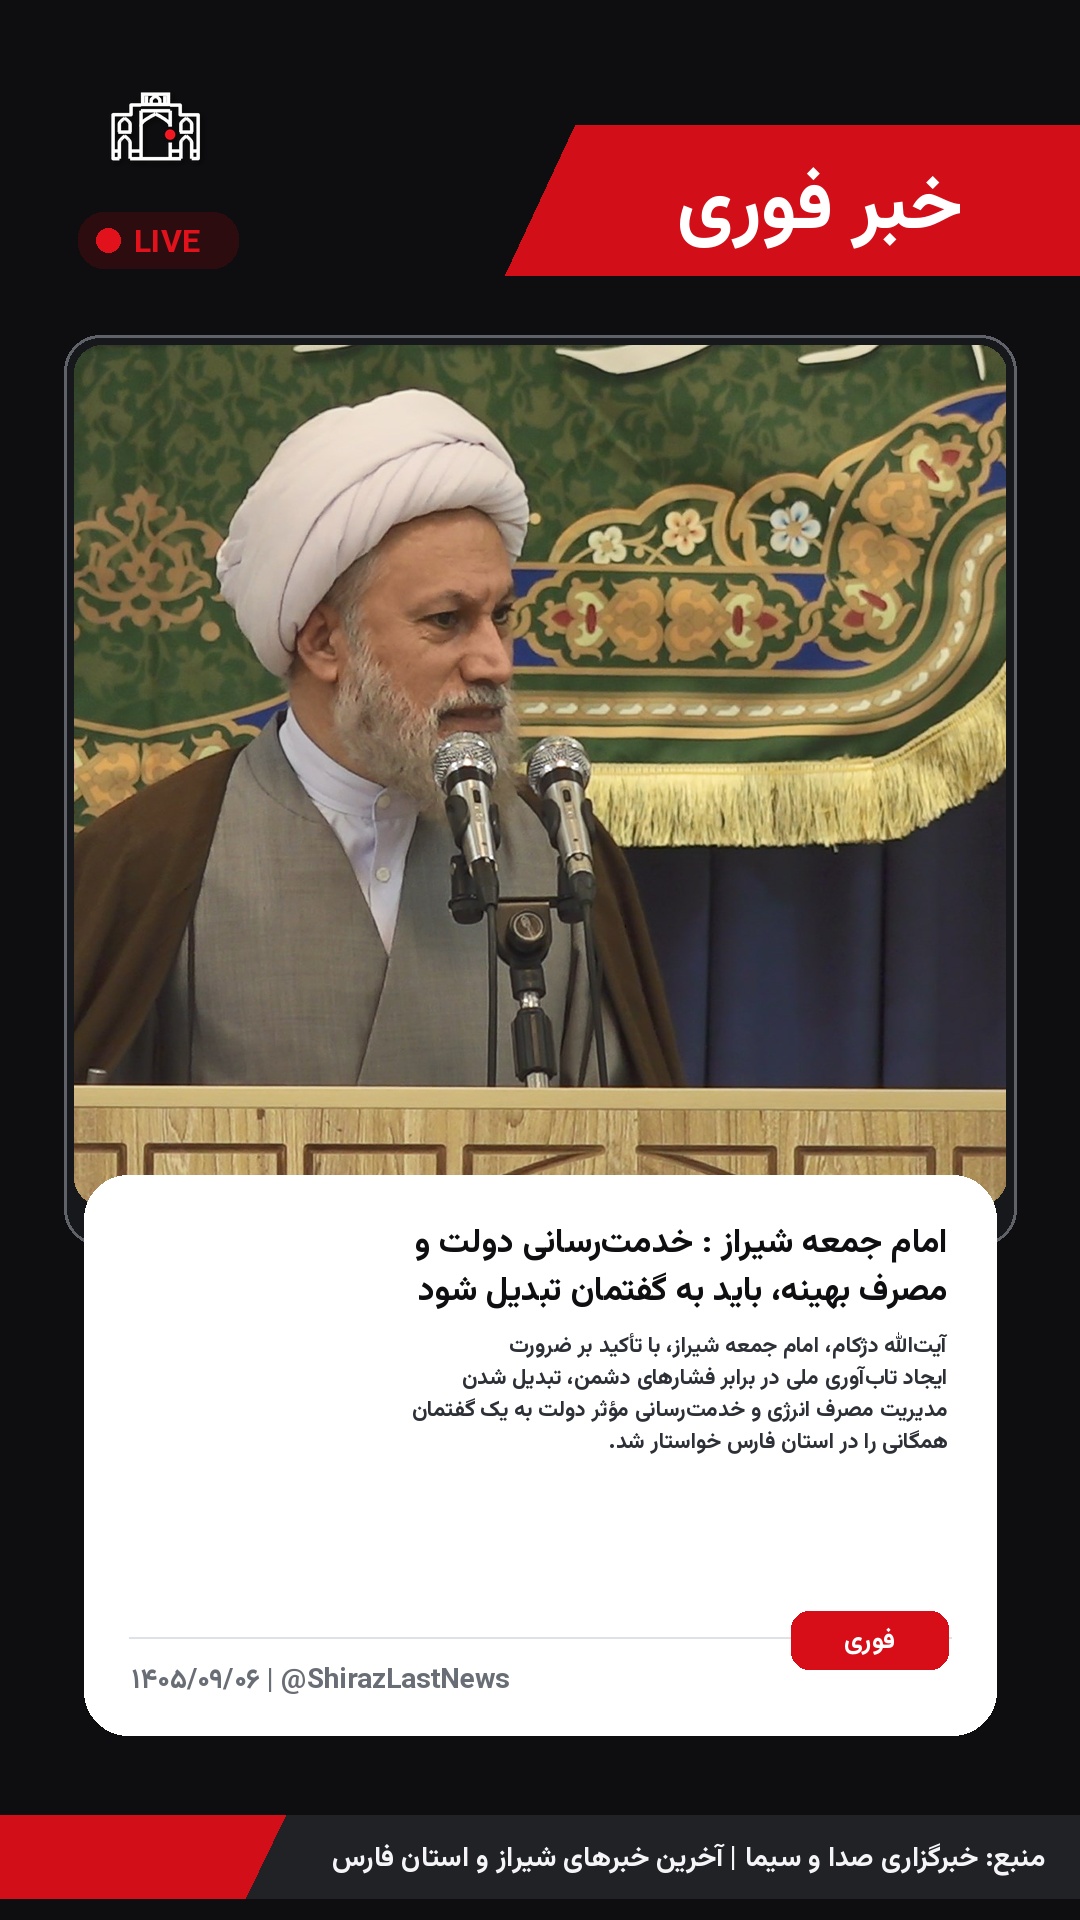 LIVE
خبر فوری
امام جمعه شیراز : خدمت‌رسانی دولت و
مصرف بهینه، باید به گفتمان تبدیل شود
آیت‌الله دژکام، امام جمعه شیراز، با تأکید بر ضرورت
ایجاد تاب‌آوری ملی در برابر فشارهای دشمن، تبدیل شدن
مدیریت مصرف انرژی و خدمت‌رسانی مؤثر دولت به یک گفتمان
همگانی را در استان فارس خواستار شد.
فوری
۱۴۰۵/۰۹/۰۶ | @ShirazLastNews
منبع: خبرگزاری صدا و سیما | آخرین خبرهای شیراز و استان فارس